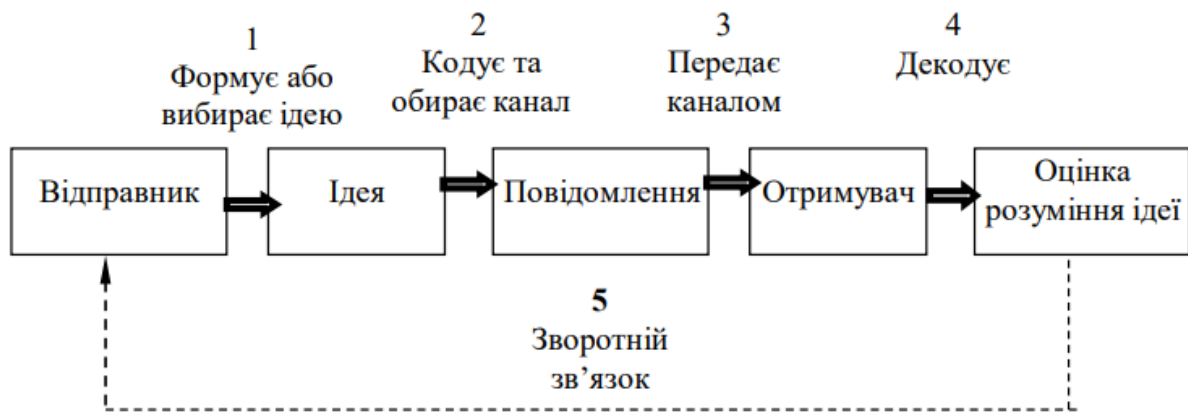 1
Формує або
вибирає ідею
2
Кодує та
обирає канал
3
Передає
каналом
4
Декодує
Відправник
Ідея
Повідомлення
Отримувач
Оцінка
розуміння ідеї
5
Зворотній
зв’язок